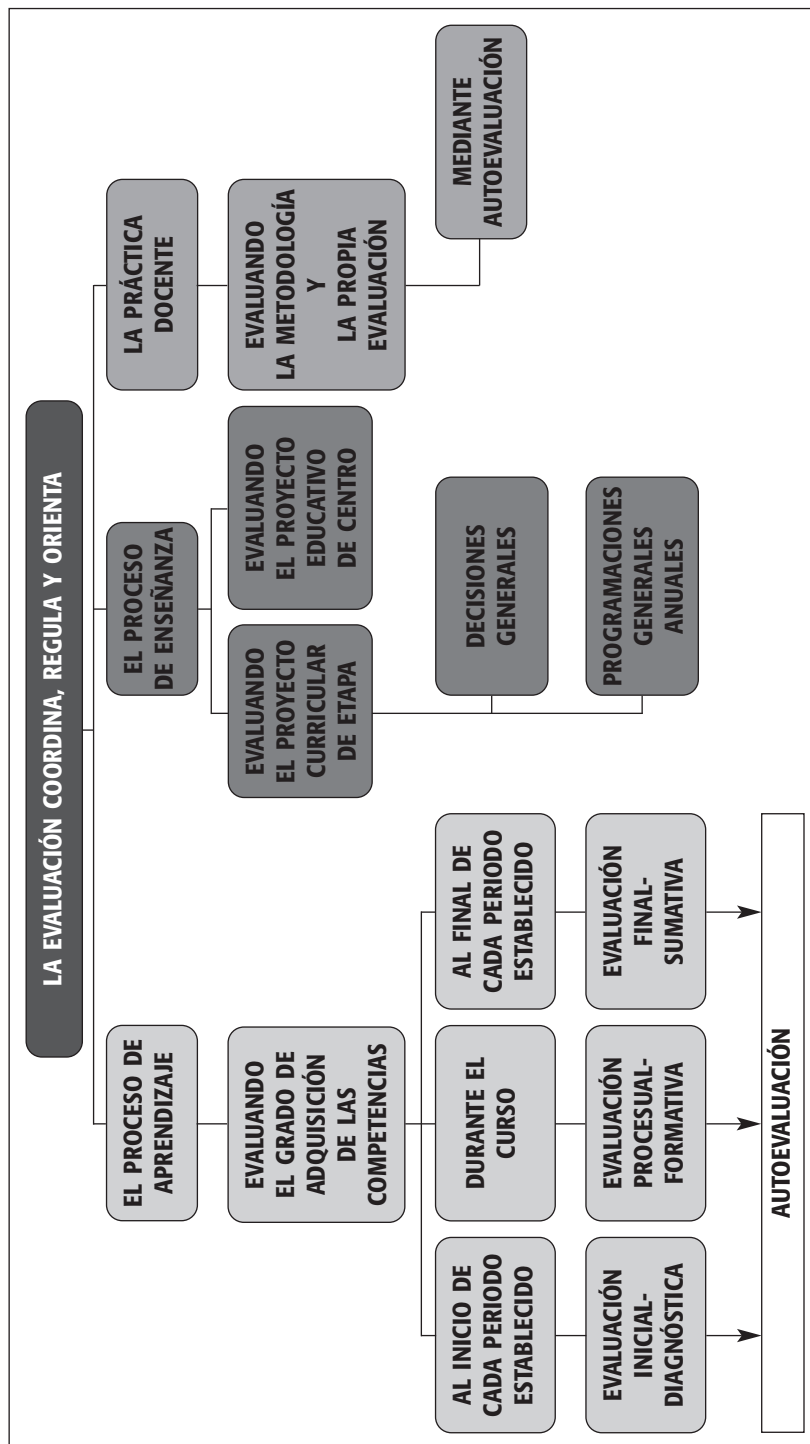 LA EVALUACIÓN COORDINA, REGULA Y ORIENTA
EL PROCESO DE
APRENDIZAJE
EVALUANDO
EL GRADO DE
ADQUISICIÓN
DE LAS
COMPETENCIAS
AL INICIO DE
CADA PERIODO
ESTABLECIDO
EVALUACIÓN
INICIAL-
DIAGNÓSTICA
DURANTE EL
CURSO
EVALUACIÓN
PROCESUAL-
FORMATIVA
AL FINAL DE
CADA PERIODO
ESTABLECIDO
EVALUACIÓN
FINAL-
SUMATIVA
AUTOEVALUACIÓN
EL PROCESO
DE ENSEÑANZA
EVALUANDO
EL PROYECTO
CURRICULAR
DE ETAPA
EVALUANDO
EL PROYECTO
EDUCATIVO
DE CENTRO
DECISIONES
GENERALES
PROGRAMACIONES
GENERALES
ANUALES
LA PRÁCTICA
DOCENTE
EVALUANDO
LA METODOLOGÍA
Y
LA PROPIA
EVALUACIÓN
MEDIANTE
AUTOEVALUACIÓN